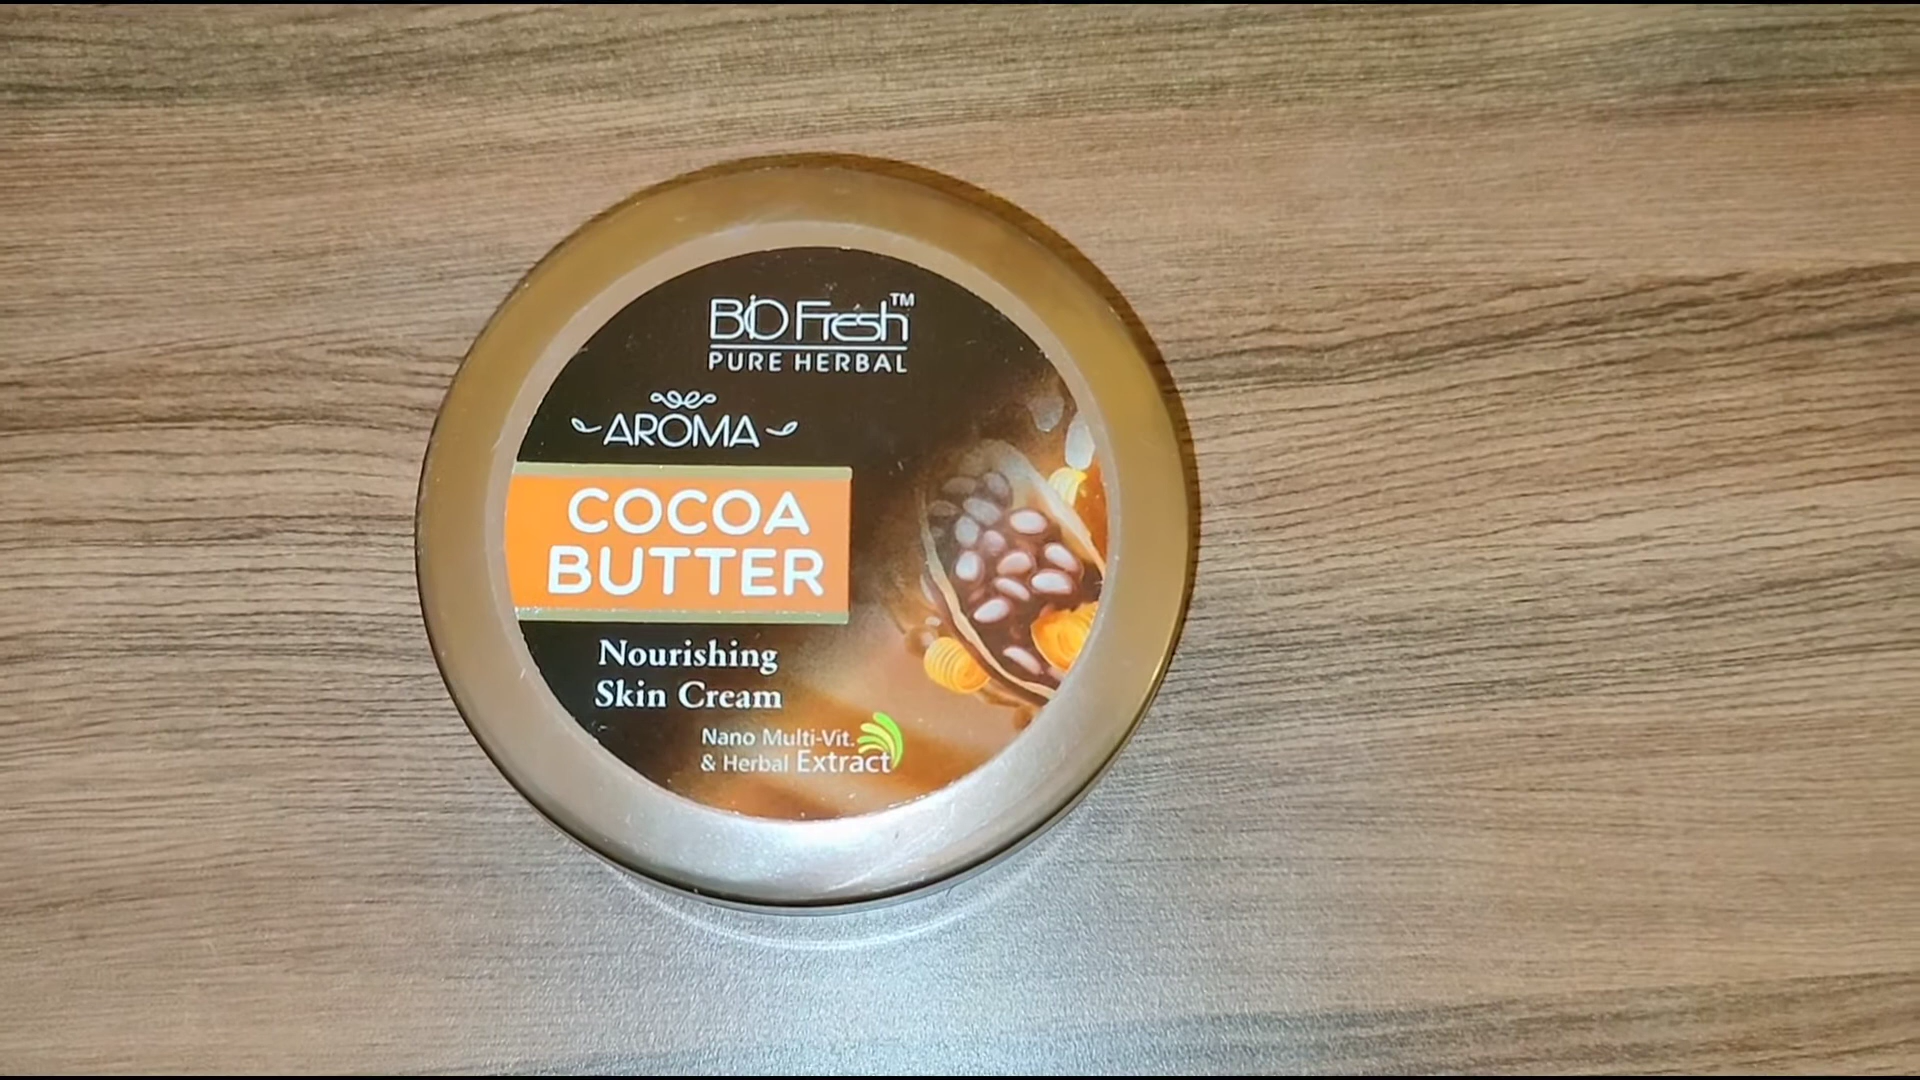 BIO Fresh™
PURE HERBAL
AROMA
COCOA
BUTTER
Nourishing
Skin Cream
Nano Multi-Vit.
& Herbal Extract